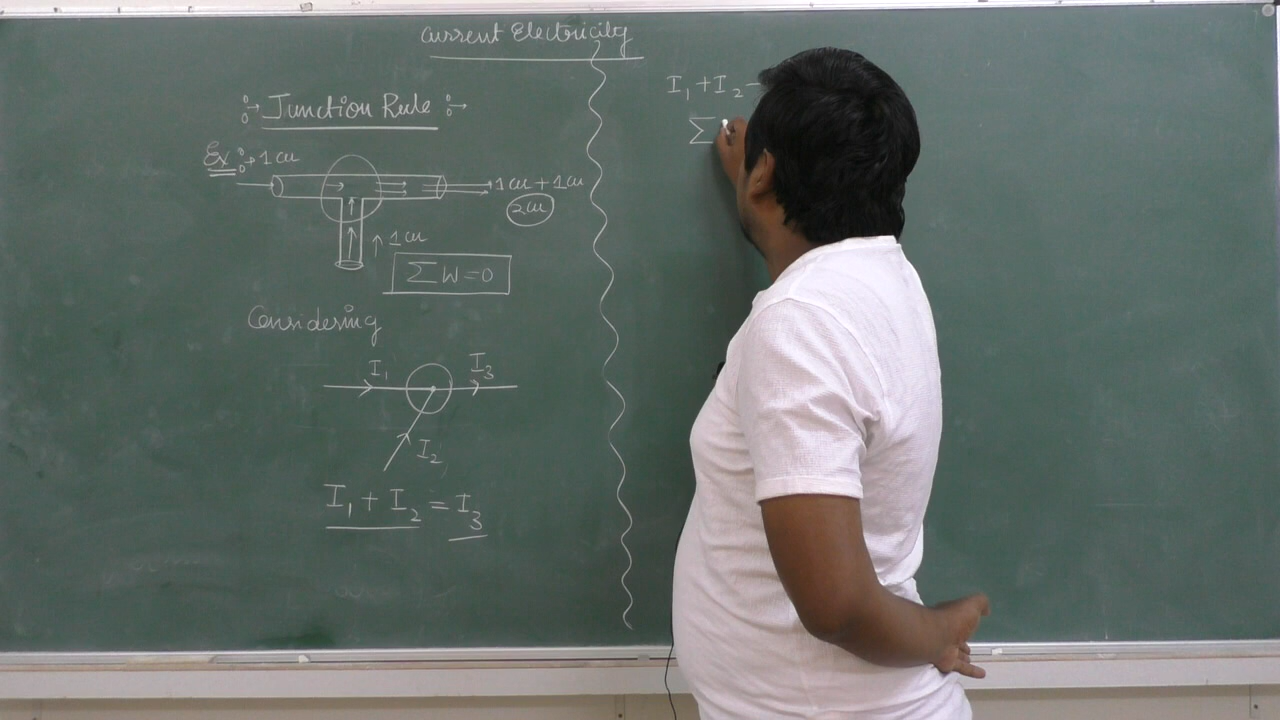 Current Electricity
Junction Rule
Ex 1 cu
1 cu + 1 cu
2 cu
1 cu
∑ W = 0
Considering
I₁
I₃
I₂
I₁ + I₂ = I₃
I₁ + I₂ -
∑